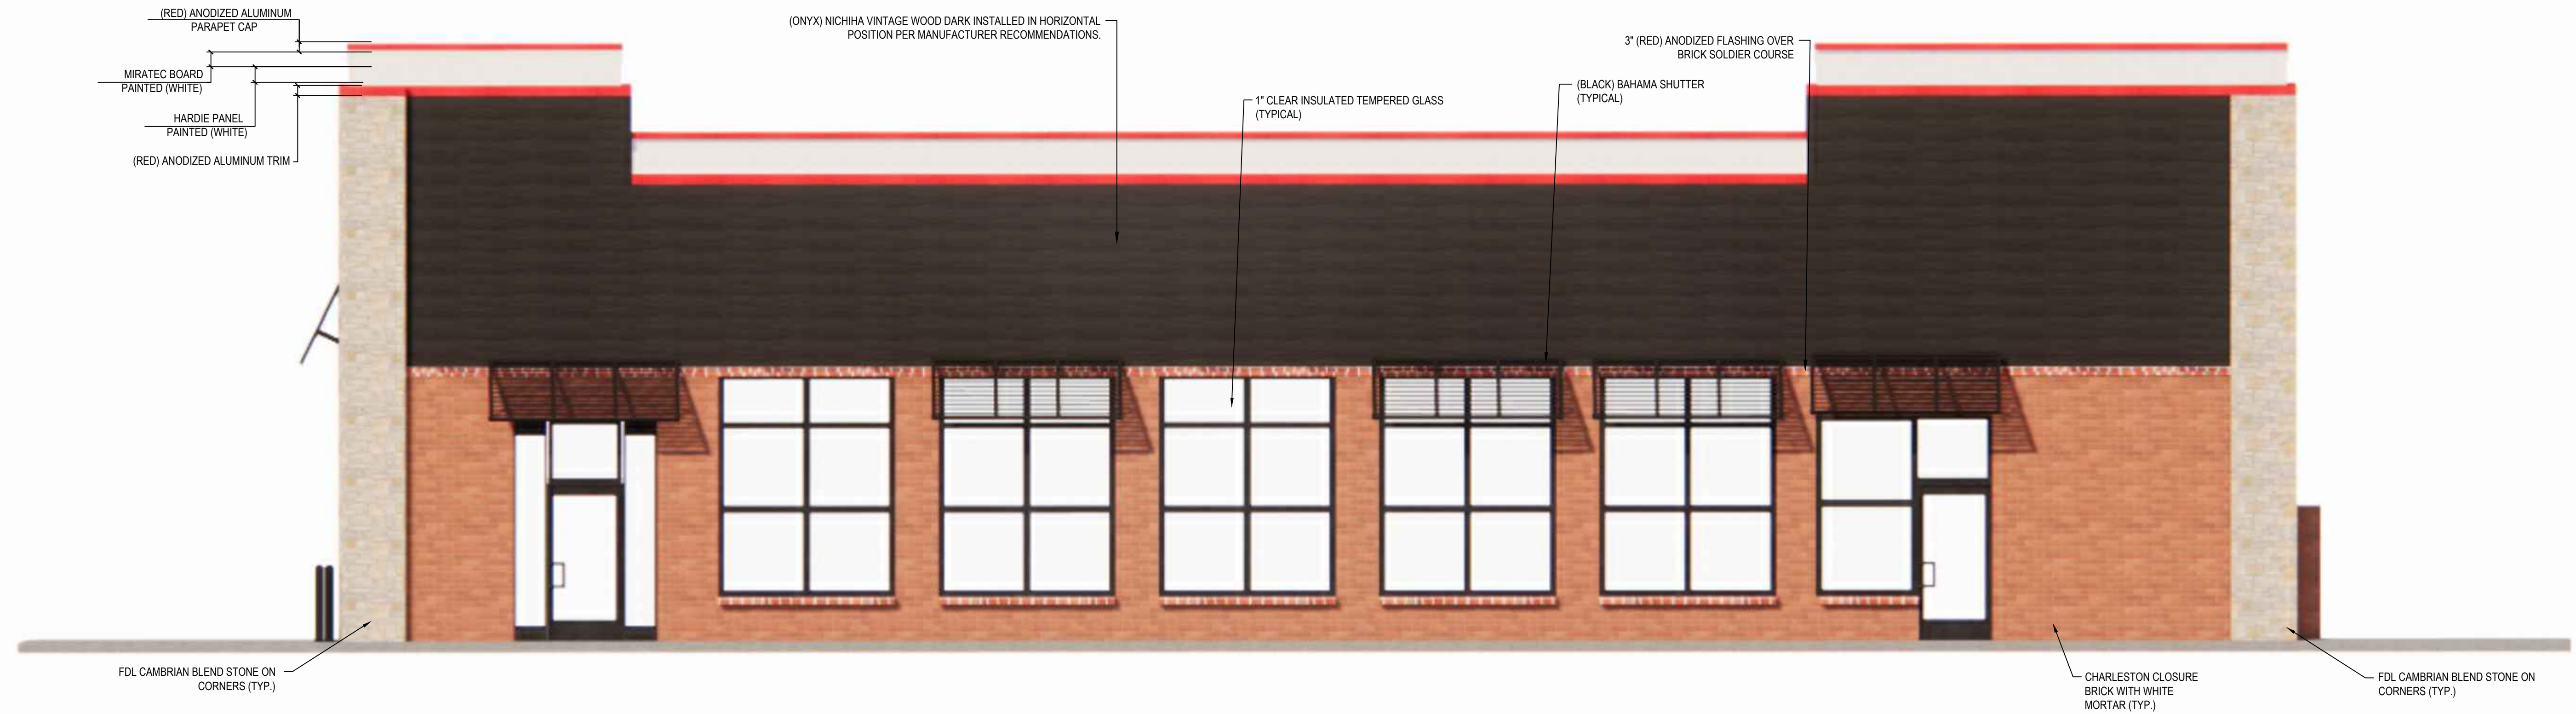 (RED) ANODIZED ALUMINUM
PARAPET CAP
MIRATEC BOARD
PAINTED (WHITE)
HARDIE PANEL
PAINTED (WHITE)
(RED) ANODIZED ALUMINUM TRIM
(ONYX) NICHIHA VINTAGE WOOD DARK INSTALLED IN HORIZONTAL
POSITION PER MANUFACTURER RECOMMENDATIONS.
1" CLEAR INSULATED TEMPERED GLASS
(TYPICAL)
(BLACK) BAHAMA SHUTTER
(TYPICAL)
3" (RED) ANODIZED FLASHING OVER
BRICK SOLDIER COURSE
FDL CAMBRIAN BLEND STONE ON
CORNERS (TYP.)
CHARLESTON CLOSURE
BRICK WITH WHITE
MORTAR (TYP.)
FDL CAMBRIAN BLEND STONE ON
CORNERS (TYP.)